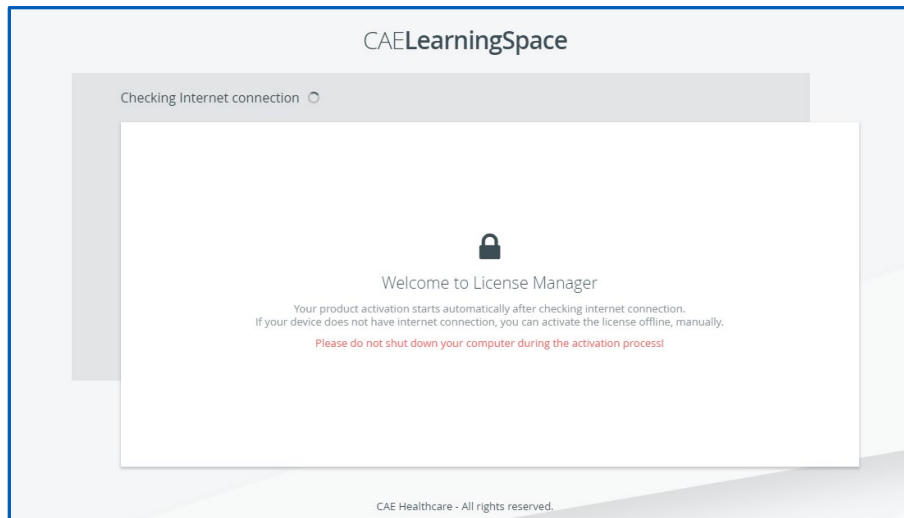 CAELearningSpace
Checking Internet connection
Welcome to License Manager
Your product activation starts automatically after checking internet connection.
If your device does not have internet connection, you can activate the license offline, manually.
Please do not shut down your computer during the activation process!
CAE Healthcare - All rights reserved.